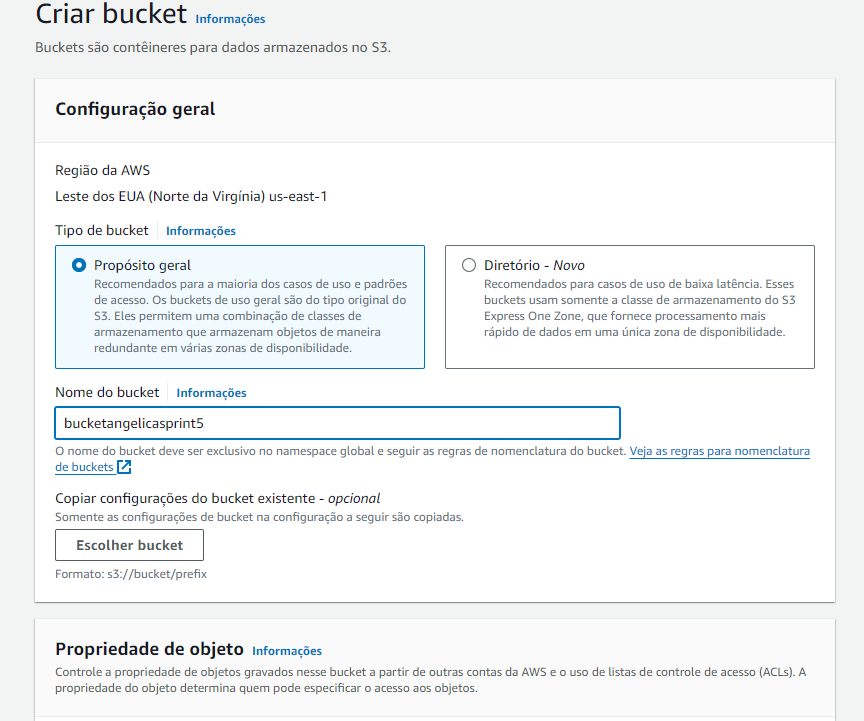 Criar bucket Informações
Buckets são contêineres para dados armazenados no S3.
Configuração geral
Região da AWS
Leste dos EUA (Norte da Virgínia) us-east-1
Tipo de bucket Informações
Propósito geral
Recomendados para a maioria dos casos de uso e padrões
de acesso. Os buckets de uso geral são do tipo original do
S3. Eles permitem uma combinação de classes de
armazenamento que armazenam objetos de maneira
redundante em várias zonas de disponibilidade.
Diretório - Novo
Recomendados para casos de uso de baixa latência. Esses
buckets usam somente a classe de armazenamento do S3
Express One Zone, que fornece processamento mais
rápido de dados em uma única zona de disponibilidade.
Nome do bucket Informações
bucketangelicasprint5
O nome do bucket deve ser exclusivo no namespace global e seguir as regras de nomenclatura do bucket. Veja as regras para nomenclatura
de buckets
Copiar configurações do bucket existente - opcional
Somente as configurações de bucket na configuração a seguir são copiadas.
Escolher bucket
Formato: s3://bucket/prefix
Propriedade de objeto Informações
Controle a propriedade de objetos gravados nesse bucket a partir de outras contas da AWS e o uso de listas de controle de acesso (ACLs). A
propriedade do objeto determina quem pode especificar o acesso aos objetos.